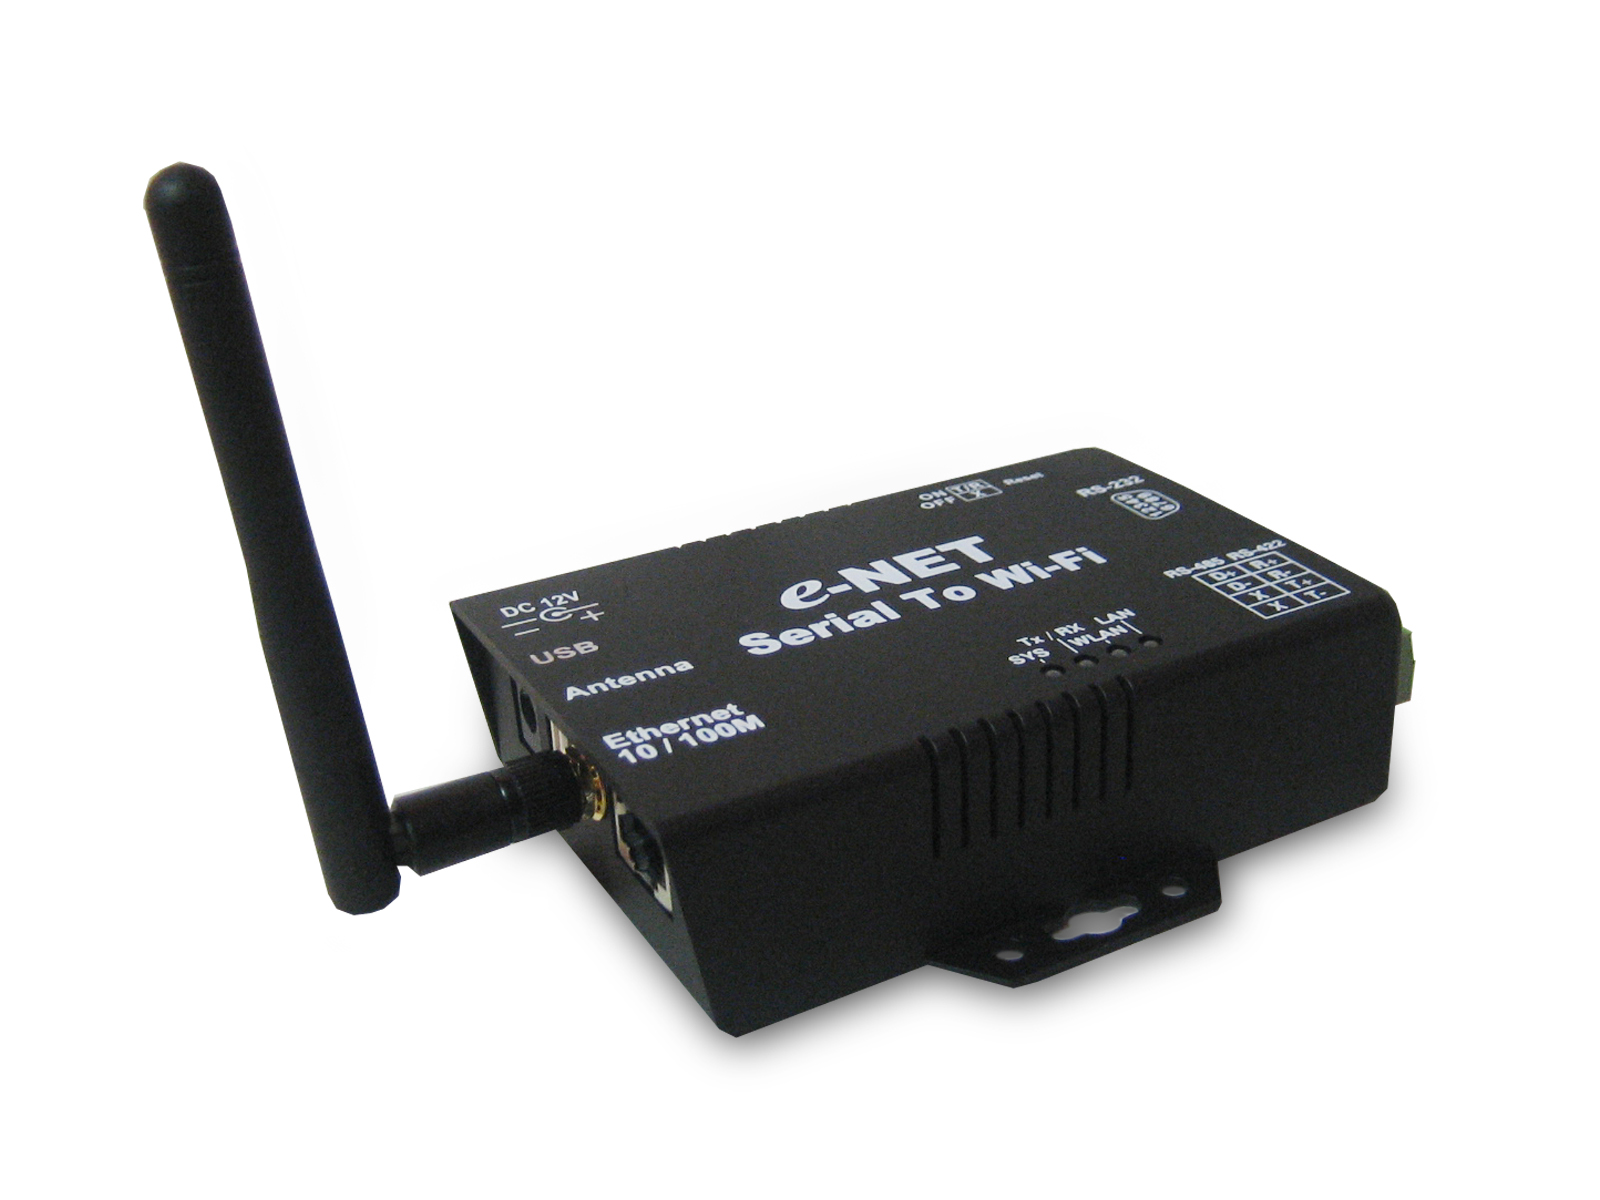 ON T/R Reset
OFF X
RS-232
e-NET
Serial To Wi-Fi
RS-485 RS-422
D+ R+
D- R-
X T+
X T-
DC 12V
− +
USB
Antenna
Ethernet
10 / 100M
Tx / RX LAN
SYS WLAN